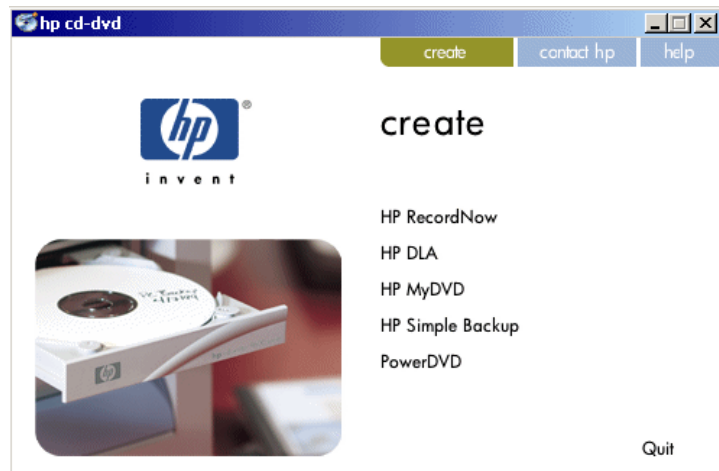 hp cd-dvd
create
contact hp
help
hp
®
invent
create
HP RecordNow
HP DLA
HP MyDVD
HP Simple Backup
PowerDVD
hp
Quit